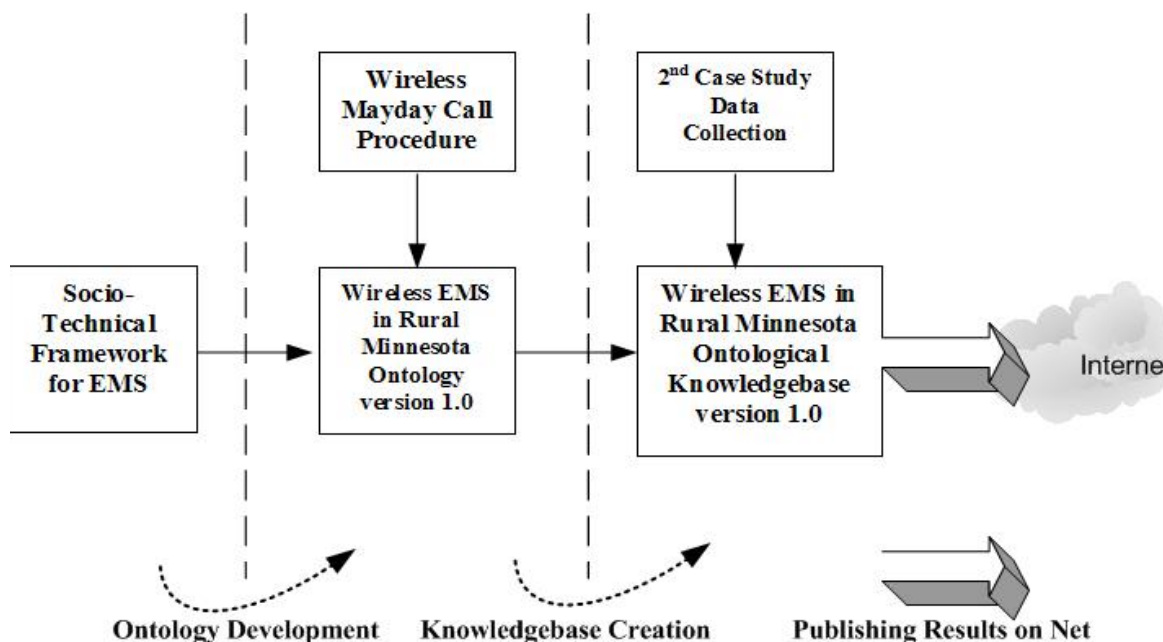 Wireless
Mayday Call
Procedure
2nd Case Study
Data
Collection
Socio-
Technical
Framework
for EMS
Wireless EMS
in Rural
Minnesota
Ontology
version 1.0
Wireless EMS in
Rural Minnesota
Ontological
Knowledgebase
version 1.0
Interne
Ontology Development
Knowledgebase Creation
Publishing Results on Net